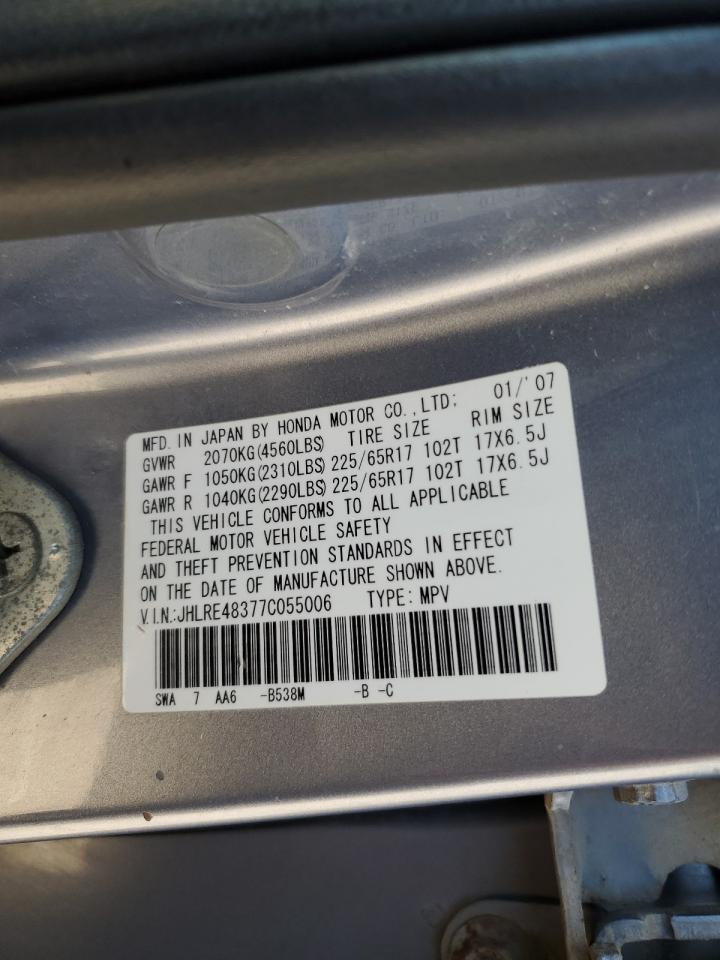 MFD. IN JAPAN BY HONDA MOTOR CO.,LTD; 01/'07
GVWR 2070KG(4560LBS) TIRE SIZE RIM SIZE
GAWR F 1050KG(2310LBS) 225/65R17 102T 17X6.5J
GAWR R 1040KG(2290LBS) 225/65R17 102T 17X6.5J
THIS VEHICLE CONFORMS TO ALL APPLICABLE
FEDERAL MOTOR VEHICLE SAFETY
AND THEFT PREVENTION STANDARDS IN EFFECT
ON THE DATE OF MANUFACTURE SHOWN ABOVE.
V.I.N.:JHLRE48377C055006 TYPE: MPV
SWA 7 AA6 -B538M -B -C